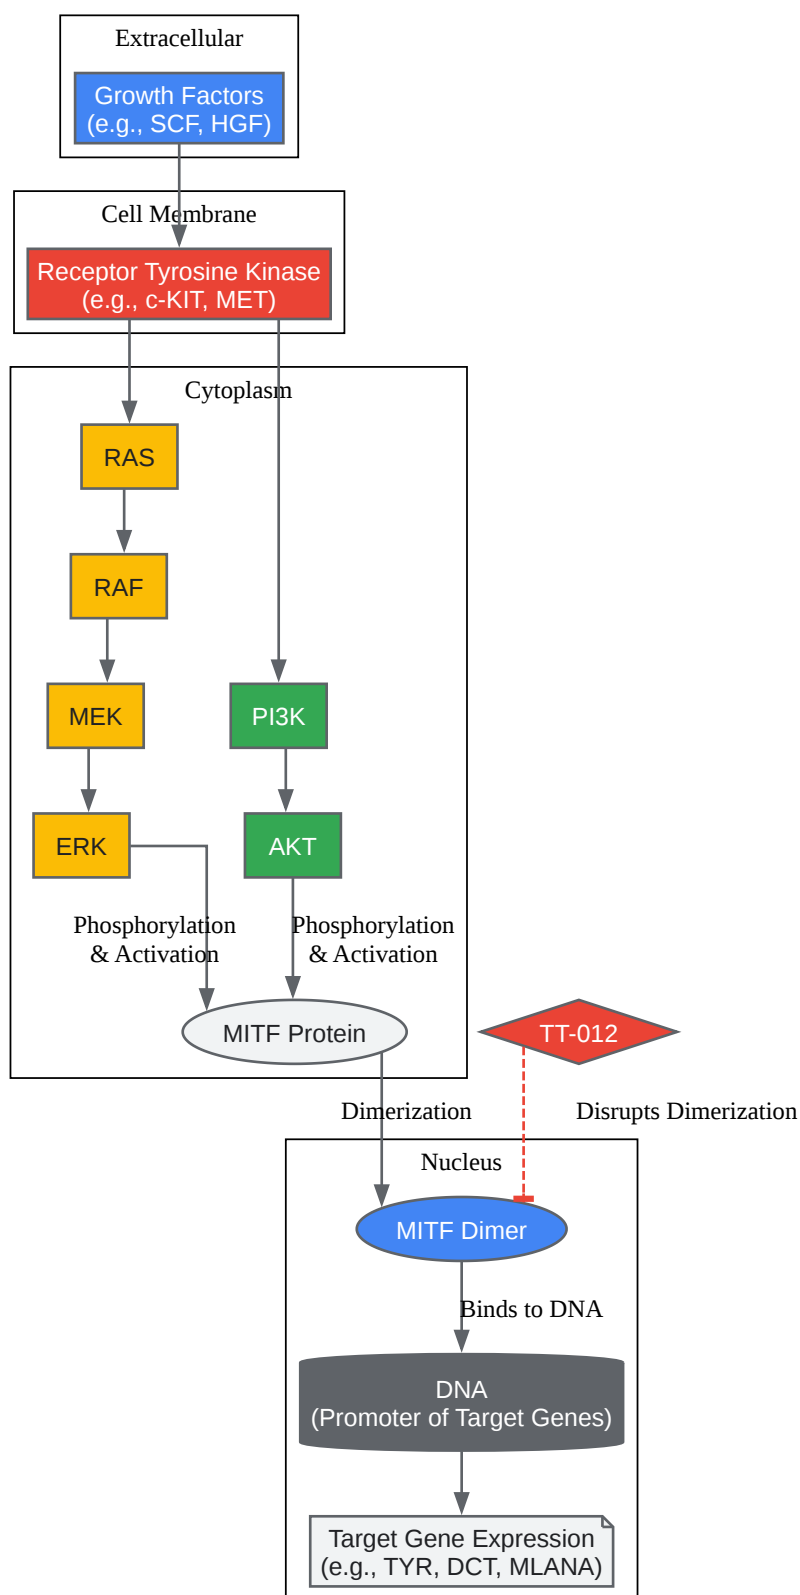 Extracellular
Growth Factors
(e.g., SCF, HGF)
Cell Membrane
Receptor Tyrosine Kinase
(e.g., c-KIT, MET)
Cytoplasm
RAS
RAF
MEK
PI3K
ERK
AKT
Phosphorylation
& Activation
Phosphorylation
& Activation
MITF Protein
TT-012
Dimerization
Disrupts Dimerization
Nucleus
MITF Dimer
Binds to DNA
DNA
(Promoter of Target Genes)
Target Gene Expression
(e.g., TYR, DCT, MLANA)